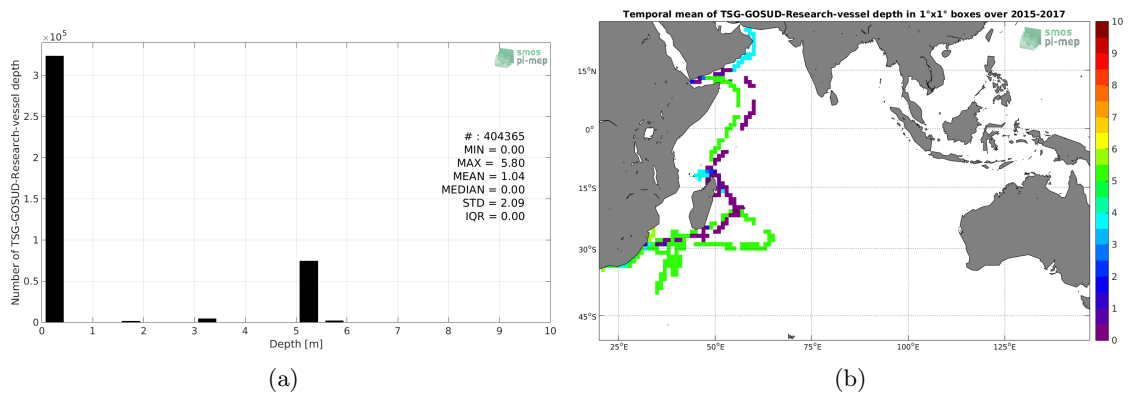 ×10⁵
smos
pi-mep
Number of TSG-GOSUD-Research-vessel depth
3
2.5
2
1.5
1
0.5
0
# : 404365
MIN = 0.00
MAX = 5.80
MEAN = 1.04
MEDIAN = 0.00
STD = 2.09
IQR = 0.00
0 1 2 3 4 5 6 7 8 9 10
Depth [m]
(a)
Temporal mean of TSG-GOSUD-Research-vessel depth in 1°x1° boxes over 2015-2017
smos
pi-mep
15°N
0°
15°S
30°S
45°S
25°E 50°E 75°E 100°E 125°E
10
9
8
7
6
5
4
3
2
1
0
(b)